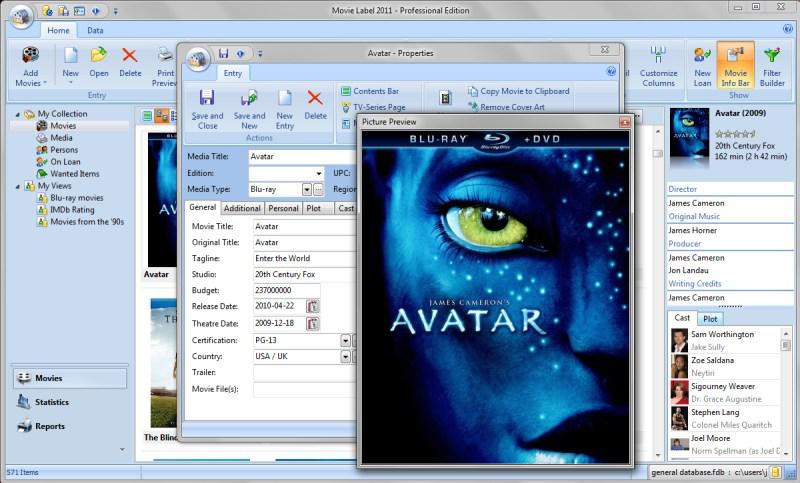 Movie Label 2011 - Professional Edition
Home
Data
Add Movies
New
Open
Delete
Print Preview
Entry
Customize Columns
New Loan
Movie Info Bar
Filter Builder
Show
My Collection
Movies
Media
Persons
On Loan
Wanted Items
My Views
Blu-ray movies
IMDb Rating
Movies from the '90s
Movies
Statistics
Reports
571 Items
Avatar
The Blind
Avatar - Properties
Entry
Save and Close
Save and New
New Entry
Delete
Actions
Contents Bar
TV-Series Page
Copy Movie to Clipboard
Remove Cover Art
Media Title: Avatar
Edition:
UPC:
Media Type: Blu-ray
Region
General
Additional
Personal
Plot
Cast
Movie Title: Avatar
Original Title: Avatar
Tagline: Enter the World
Studio: 20th Century Fox
Budget: 237000000
Release Date: 2010-04-22
Theatre Date: 2009-12-18
Certification: PG-13
Country: USA / UK
Trailer:
Movie File(s):
Picture Preview
BLU-RAY Blu-ray Disc + DVD
JAMES CAMERON'S
AVATAR
Avatar (2009)
20th Century Fox
162 min (2 h 42 min)
Director
James Cameron
Original Music
James Horner
Producer
James Cameron
Jon Landau
Writing Credits
James Cameron
Cast
Plot
Sam Worthington
Jake Sully
Zoe Saldana
Neytiri
Sigourney Weaver
Dr. Grace Augustine
Stephen Lang
Colonel Miles Quaritch
Joel Moore
Norm Spellman (as Joel D
general database.fdb : c:\users\j